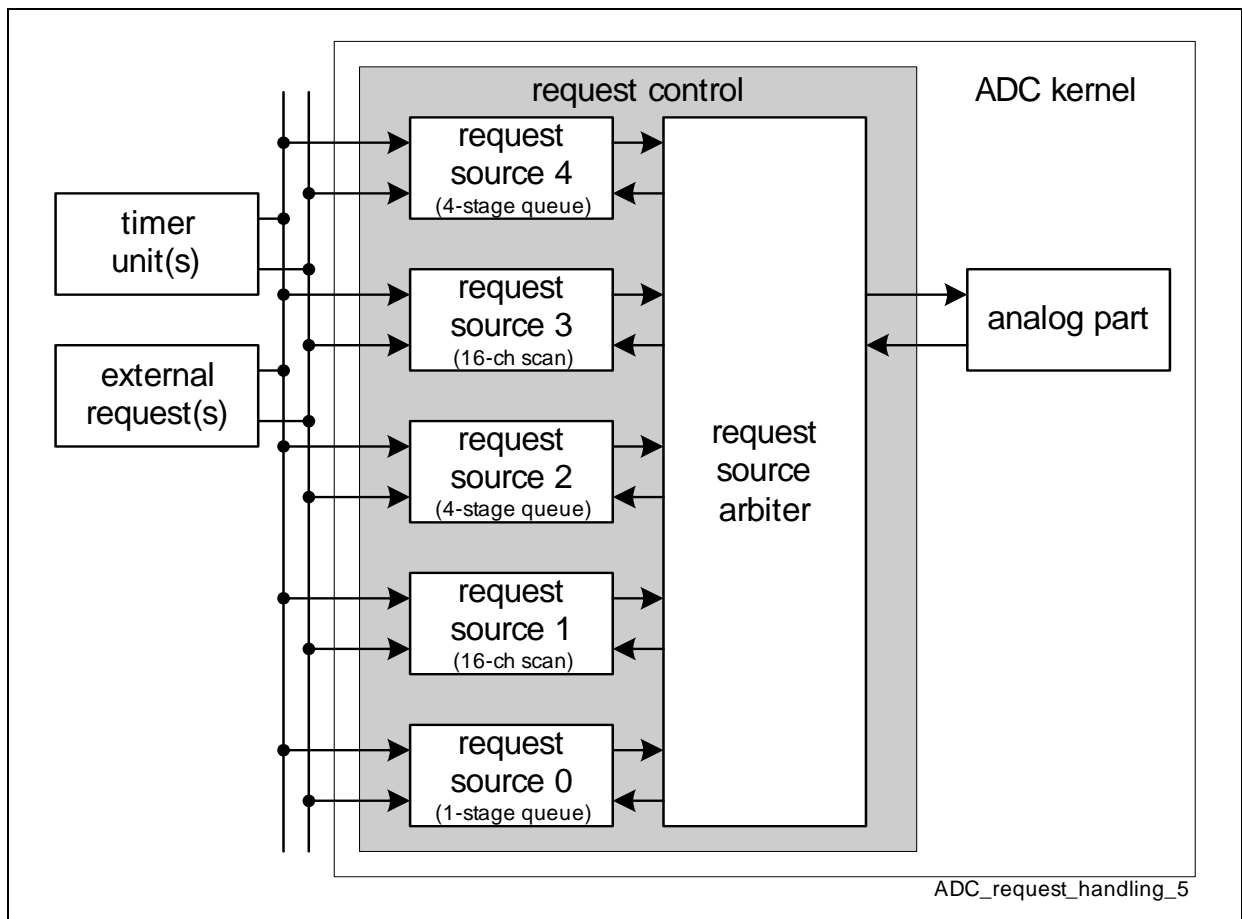 request control
ADC kernel
request
source 4
(4-stage queue)
timer
unit(s)
request
source 3
(16-ch scan)
analog part
external
request(s)
request
source 2
(4-stage queue)
request
source
arbiter
request
source 1
(16-ch scan)
request
source 0
(1-stage queue)
ADC_request_handling_5